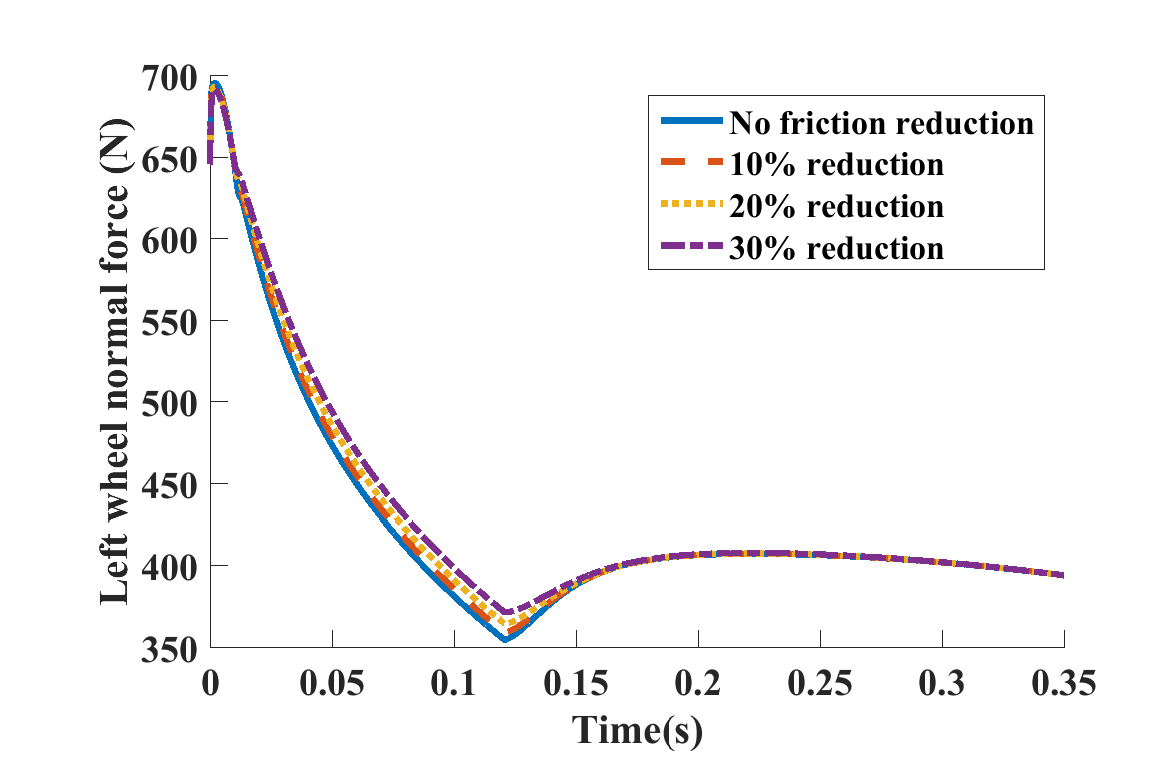 700
650
600
550
500
450
400
350
Left wheel normal force (N)
No friction reduction
10% reduction
20% reduction
30% reduction
0 0.05 0.1 0.15 0.2 0.25 0.3 0.35
Time(s)